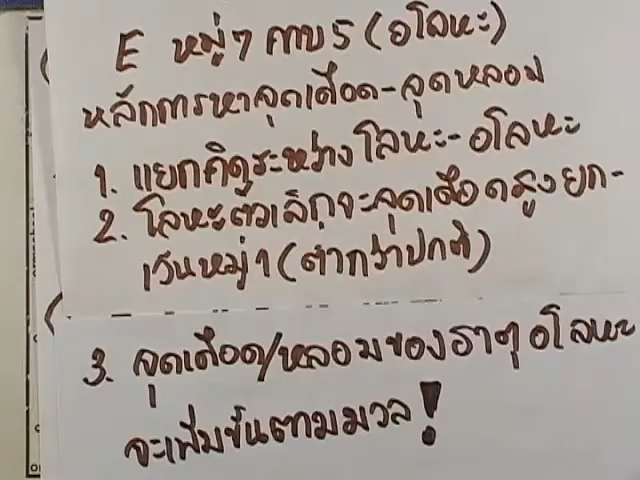 E หมู่ 7 คาบ 5 (อโลหะ)
หลักการหาจุดเดือด-จุดหลอม
1. แยกคิดระหว่างโลหะ-อโลหะ
2. โลหะตัวเล็กจะจุดเดือดสูงยก-
เว้นหมู่ 1 (ต่ำกว่าปกติ)
3. จุดเดือด/หลอมของธาตุอโลหะ
จะเพิ่มขึ้นตามมวล!